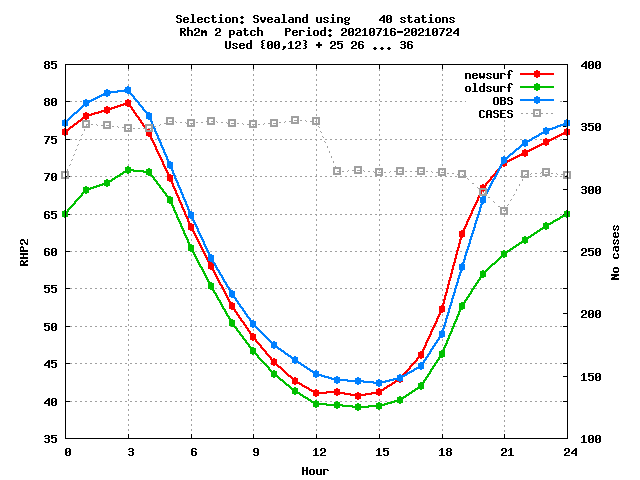 Selection: Svealand using    40 stations
Rh2m 2 patch   Period: 20210716-20210724
Used {00,12} + 25 26 ... 36
newsurf
oldsurf
OBS
CASES
85
80
75
70
65
60
55
50
45
40
35
RHP2
400
350
300
250
200
150
100
No cases
0 3 6 9 12 15 18 21 24
Hour